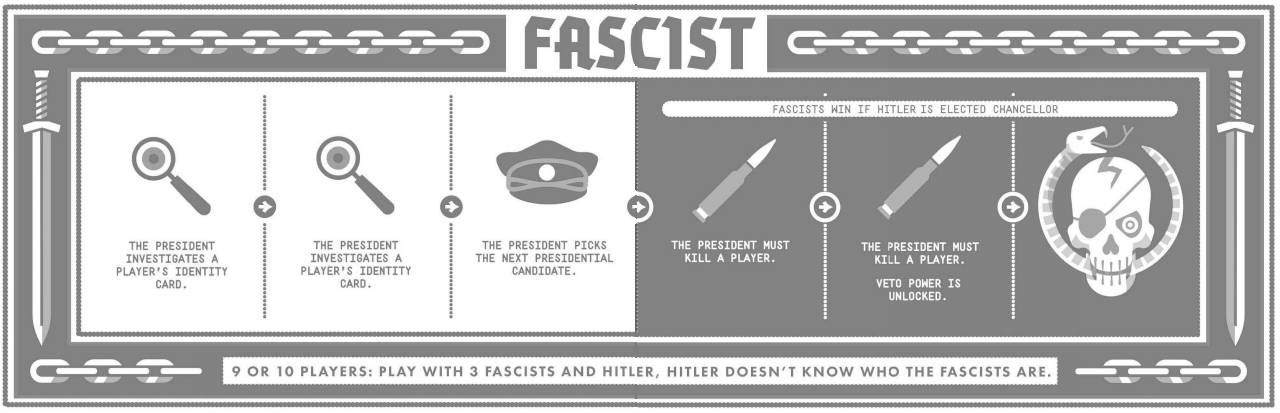 FASCIST
FASCISTS WIN IF HITLER IS ELECTED CHANCELLOR
THE PRESIDENT
INVESTIGATES A
PLAYER'S IDENTITY
CARD.
THE PRESIDENT
INVESTIGATES A
PLAYER'S IDENTITY
CARD.
THE PRESIDENT PICKS
THE NEXT PRESIDENTIAL
CANDIDATE.
THE PRESIDENT MUST
KILL A PLAYER.
THE PRESIDENT MUST
KILL A PLAYER.
VETO POWER IS
UNLOCKED.
9 OR 10 PLAYERS: PLAY WITH 3 FASCISTS AND HITLER, HITLER DOESN'T KNOW WHO THE FASCISTS ARE.